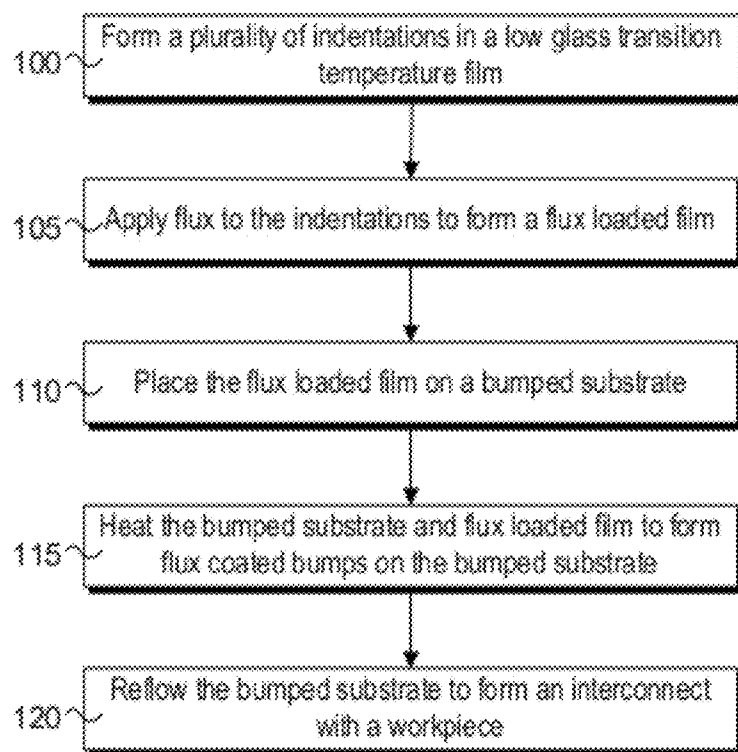 100
Form a plurality of indentations in a low glass transition
temperature film
105
Apply flux to the indentations to form a flux loaded film
110
Place the flux loaded film on a bumped substrate
115
Heat the bumped substrate and flux loaded film to form
flux coated bumps on the bumped substrate
120
Reflow the bumped substrate to form an interconnect
with a workpiece